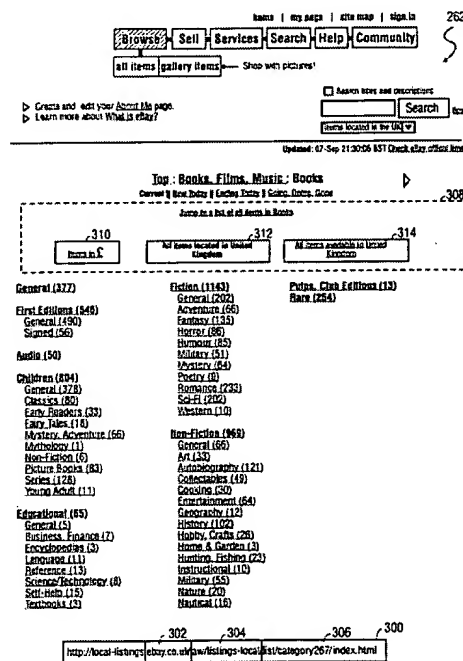 home | my page | site map | sign in
262
Browse Sell Services Search Help Community
all items gallery items Shop with pictures!
Search titles and descriptions
Search
Items located in the UK
Create and edit your About Me page.
Learn more about What is eBay?
Updated: 07-Sep 21:30:06 BST Check eBay official time
Top : Books, Films, Music : Books
Current || New Today || Ending Today || Going, Going, Gone
308
Jump to a list of all items in Books
310 312 314
Items in £
All items located in United Kingdom
All items available to United Kingdom
General (377)
First Editions (546)
General (490)
Signed (56)
Audio (50)
Children (804)
General (378)
Classics (80)
Early Readers (33)
Fairy Tales (18)
Mystery, Adventure (66)
Mythology (1)
Non-Fiction (6)
Picture Books (83)
Series (128)
Young Adult (11)
Educational (65)
General (5)
Business, Finance (7)
Encyclopedias (3)
Language (11)
Reference (13)
Science/Technology (8)
Self-Help (15)
Textbooks (3)
Fiction (1143)
General (202)
Adventure (66)
Fantasy (135)
Horror (86)
Humour (85)
Military (51)
Mystery (64)
Poetry (9)
Romance (233)
Sci-Fi (202)
Western (10)
Non-Fiction (969)
General (66)
Art (33)
Autobiography (121)
Collectables (49)
Cooking (30)
Entertainment (64)
Geography (12)
History (102)
Hobby, Crafts (26)
Home & Garden (3)
Hunting, Fishing (23)
Instructional (10)
Military (55)
Nature (20)
Nautical (16)
Pulps, Club Editions (13)
Rare (254)
302 304 306 300
http://local-listings.ebay.co.uk/aw/listings-local/list/category267/index.html